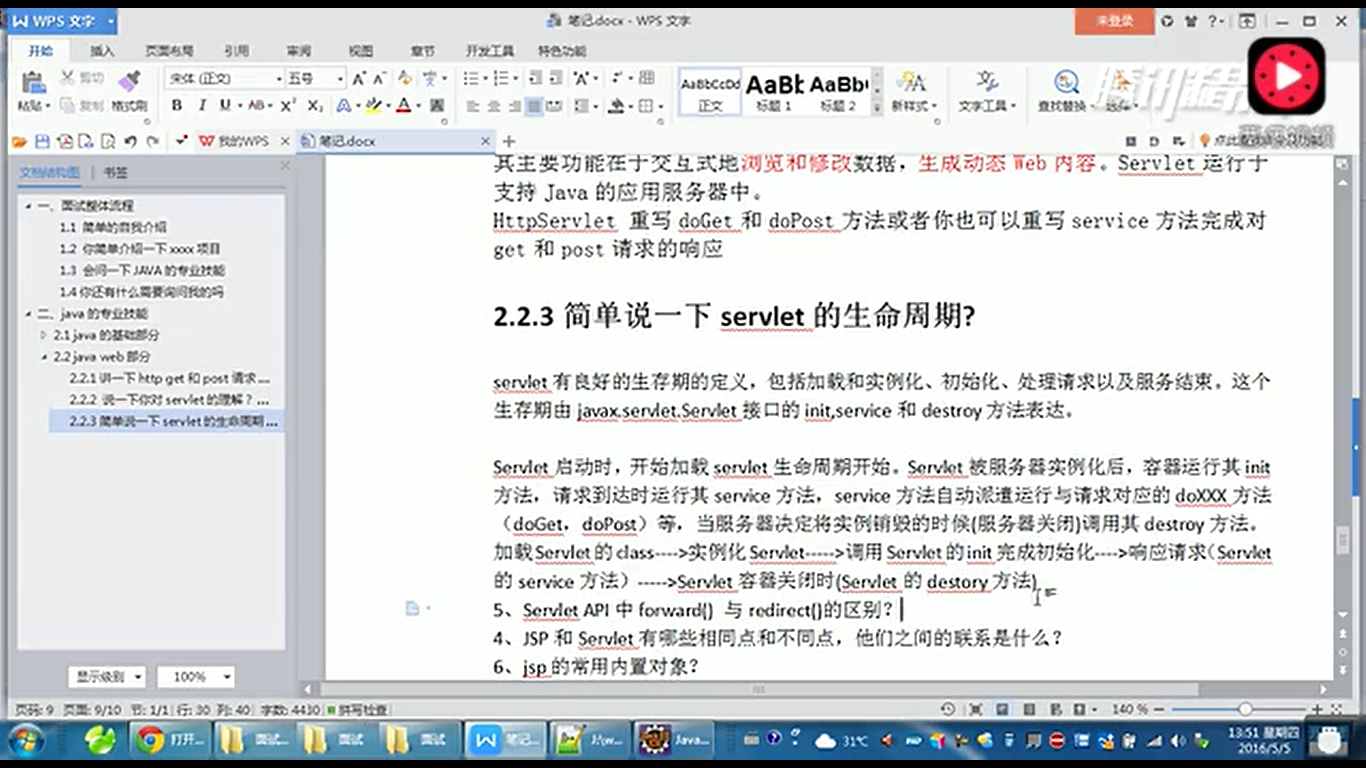 WPS 文字
笔记.docx - WPS 文字
未登录
开始 插入 页面布局 引用 审阅 视图 章节 开发工具 特色功能
剪切
粘贴 复制 格式刷
宋体 (正文) 五号
AaBbCcDd AaBb AaBb
正文 标题 1 标题 2 新样式 文字工具 查找替换 选择
我的WPS 笔记.docx
文档结构图 书签
一、面试整体流程
1.1 简单的自我介绍
1.2 你简单介绍一下 xxxx 项目
1.3 会问一下 JAVA 的专业技能
1.4你还有什么需要询问我的吗
二、java 的专业技能
2.1 java 的基础部分
2.2 java web 部分
2.2.1 讲一下 http get 和 post 请求...
2.2.2 说一下你对 servlet 的理解？...
2.2.3 简单说一下 servlet 的生命周期...
显示级别 100%
其主要功能在于交互式地浏览和修改数据，生成动态 Web 内容。Servlet 运行于
支持 Java 的应用服务器中。
HttpServlet 重写 doGet 和 doPost 方法或者你也可以重写 service 方法完成对
get 和 post 请求的响应
2.2.3 简单说一下 servlet 的生命周期?
servlet 有良好的生存期的定义，包括加载和实例化、初始化、处理请求以及服务结束。这个
生存期由 javax.servlet.Servlet 接口的 init,service 和 destroy 方法表达。
Servlet 启动时，开始加载 servlet 生命周期开始。Servlet 被服务器实例化后，容器运行其 init
方法，请求到达时运行其 service 方法，service 方法自动派遣运行与请求对应的 doXXX 方法
（doGet，doPost）等，当服务器决定将实例销毁的时候(服务器关闭)调用其 destroy 方法。
加载 Servlet 的 class---->实例化 Servlet----->调用 Servlet 的 init 完成初始化---->响应请求（Servlet
的 service 方法）----->Servlet 容器关闭时(Servlet 的 destory 方法)
5、Servlet API 中 forward() 与 redirect()的区别？
4、JSP 和 Servlet 有哪些相同点和不同点，他们之间的联系是什么？
6、jsp 的常用内置对象？
页码: 9 页面: 9/10 节: 1/1 行: 30 列: 40 字数: 4430 拼写检查
140 %
打开... 面试... 面试 面试 笔记... J:\w... Java...
31℃
13:51 星期四
2016/5/5